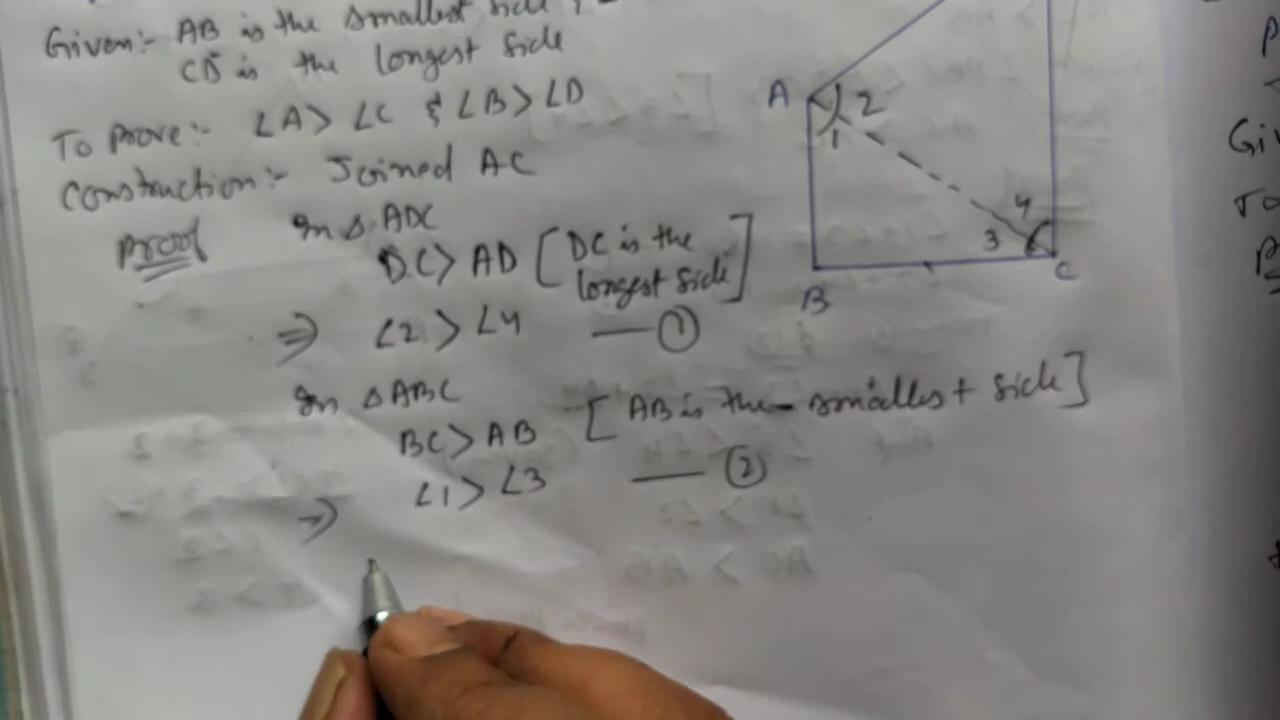 Given:- AB is the smallest side,
CD is the longest side
To Prove:- ∠A > ∠C & ∠B > ∠D
Construction:- Joined AC
Proof In △ ADC
DC > AD [DC is the longest side]
⇒ ∠2 > ∠4 —— ①
In △ABC
BC > AB [AB is the smallest side]
⇒ ∠1 > ∠3 —— ②
A 2
1
4
3
B C
Gi
To